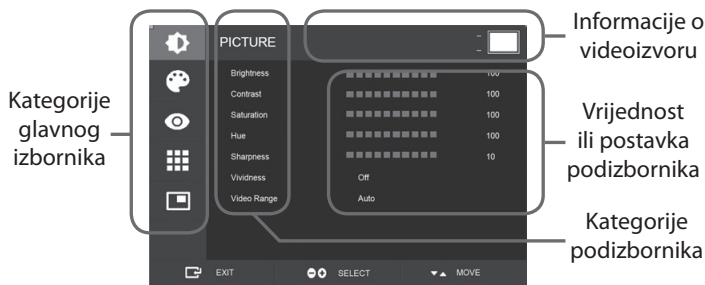 Kategorije
glavnog
izbornika
PICTURE
Brightness 100
Contrast 100
Saturation 100
Hue 100
Sharpness 10
Vividness Off
Video Range Auto
EXIT SELECT MOVE
Informacije o
videoizvoru
Vrijednost
ili postavka
podizbornika
Kategorije
podizbornika